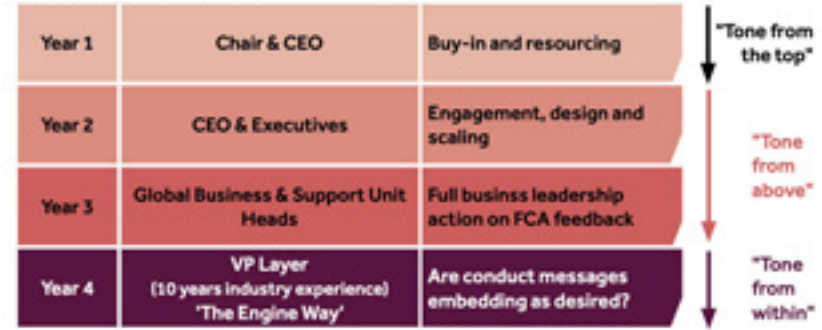 Year 1
Chair & CEO
Buy-in and resourcing
"Tone from
the top"
Year 2
CEO & Executives
Engagement, design and
scaling
"Tone
from
above"
Year 3
Global Business & Support Unit
Heads
Full businss leadership
action on FCA feedback
Year 4
VP Layer
(10 years industry experience)
'The Engine Way'
Are conduct messages
embedding as desired?
"Tone
from
within"